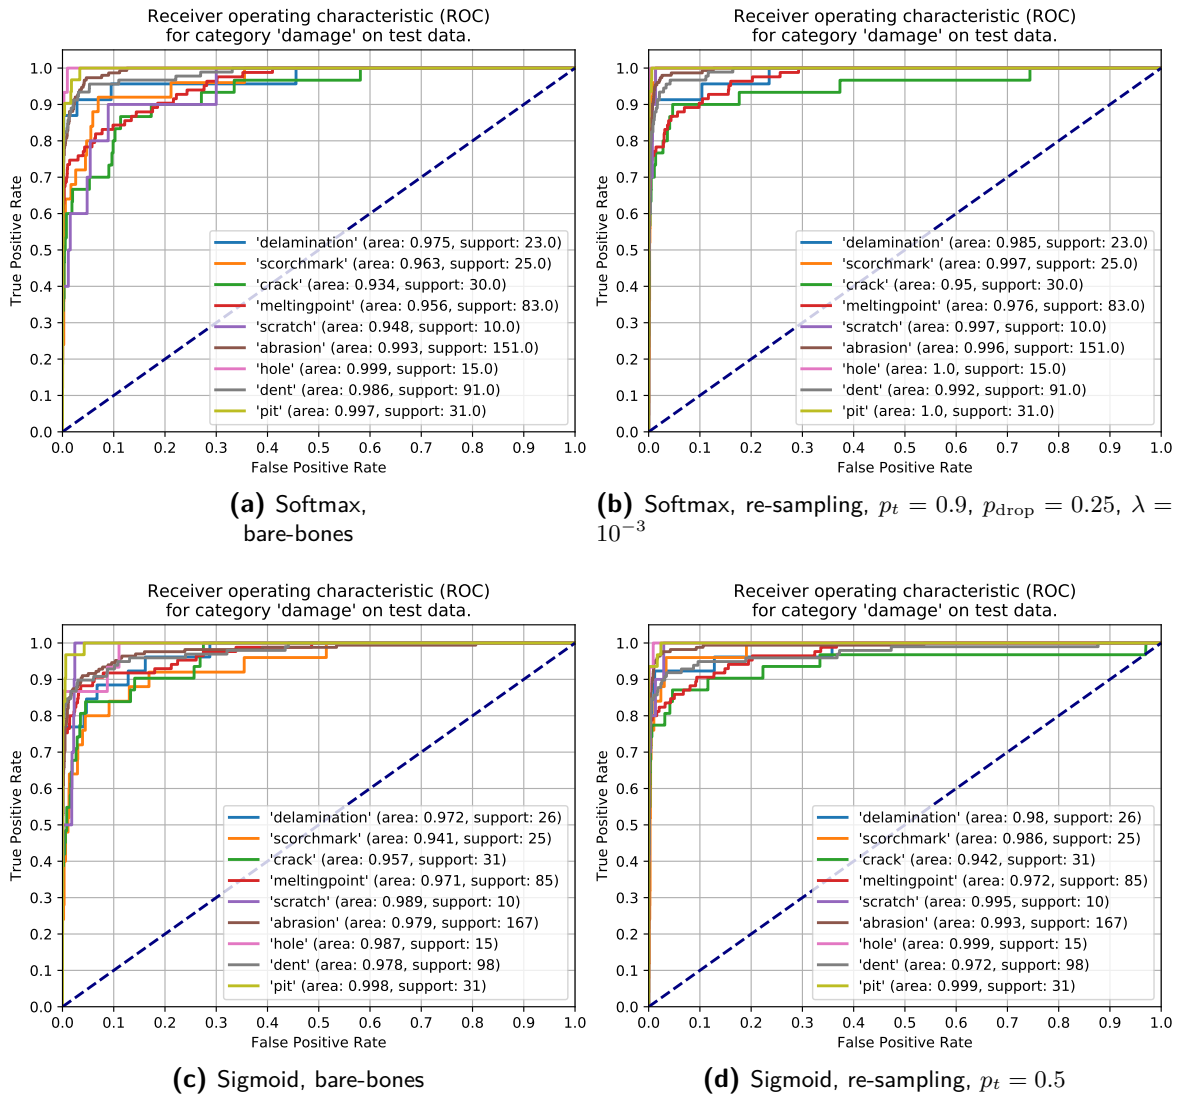 Receiver operating characteristic (ROC)
for category 'damage' on test data.
1.0
0.9
0.8
0.7
0.6
0.5
0.4
0.3
0.2
0.1
0.0
True Positive Rate
'delamination' (area: 0.975, support: 23.0)
'scorchmark' (area: 0.963, support: 25.0)
'crack' (area: 0.934, support: 30.0)
'meltingpoint' (area: 0.956, support: 83.0)
'scratch' (area: 0.948, support: 10.0)
'abrasion' (area: 0.993, support: 151.0)
'hole' (area: 0.999, support: 15.0)
'dent' (area: 0.986, support: 91.0)
'pit' (area: 0.997, support: 31.0)
0.0 0.1 0.2 0.3 0.4 0.5 0.6 0.7 0.8 0.9 1.0
False Positive Rate
(a) Softmax,
bare-bones
Receiver operating characteristic (ROC)
for category 'damage' on test data.
1.0
0.9
0.8
0.7
0.6
0.5
0.4
0.3
0.2
0.1
0.0
True Positive Rate
'delamination' (area: 0.985, support: 23.0)
'scorchmark' (area: 0.997, support: 25.0)
'crack' (area: 0.95, support: 30.0)
'meltingpoint' (area: 0.976, support: 83.0)
'scratch' (area: 0.997, support: 10.0)
'abrasion' (area: 0.996, support: 151.0)
'hole' (area: 1.0, support: 15.0)
'dent' (area: 0.992, support: 91.0)
'pit' (area: 1.0, support: 31.0)
0.0 0.1 0.2 0.3 0.4 0.5 0.6 0.7 0.8 0.9 1.0
False Positive Rate
(b) Softmax, re-sampling, p_t = 0.9, p_drop = 0.25, λ =
10^−3
Receiver operating characteristic (ROC)
for category 'damage' on test data.
1.0
0.9
0.8
0.7
0.6
0.5
0.4
0.3
0.2
0.1
0.0
True Positive Rate
'delamination' (area: 0.972, support: 26)
'scorchmark' (area: 0.941, support: 25)
'crack' (area: 0.957, support: 31)
'meltingpoint' (area: 0.971, support: 85)
'scratch' (area: 0.989, support: 10)
'abrasion' (area: 0.979, support: 167)
'hole' (area: 0.987, support: 15)
'dent' (area: 0.978, support: 98)
'pit' (area: 0.998, support: 31)
0.0 0.1 0.2 0.3 0.4 0.5 0.6 0.7 0.8 0.9 1.0
False Positive Rate
(c) Sigmoid, bare-bones
Receiver operating characteristic (ROC)
for category 'damage' on test data.
1.0
0.9
0.8
0.7
0.6
0.5
0.4
0.3
0.2
0.1
0.0
True Positive Rate
'delamination' (area: 0.98, support: 26)
'scorchmark' (area: 0.986, support: 25)
'crack' (area: 0.942, support: 31)
'meltingpoint' (area: 0.972, support: 85)
'scratch' (area: 0.995, support: 10)
'abrasion' (area: 0.993, support: 167)
'hole' (area: 0.999, support: 15)
'dent' (area: 0.972, support: 98)
'pit' (area: 0.999, support: 31)
0.0 0.1 0.2 0.3 0.4 0.5 0.6 0.7 0.8 0.9 1.0
False Positive Rate
(d) Sigmoid, re-sampling, p_t = 0.5